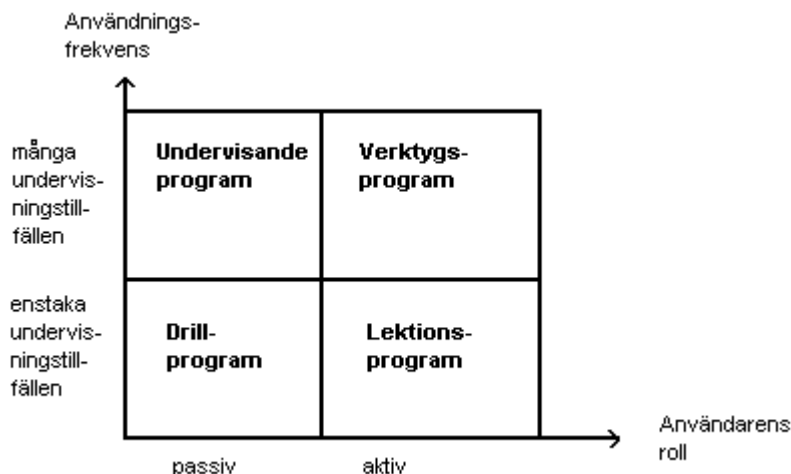 Användnings-
frekvens
många
undervis-
ningstill-
fällen
Undervisande
program
Verktygs-
program
enstaka
undervis-
ningstill-
fällen
Drill-
program
Lektions-
program
Användarens
roll
passiv
aktiv